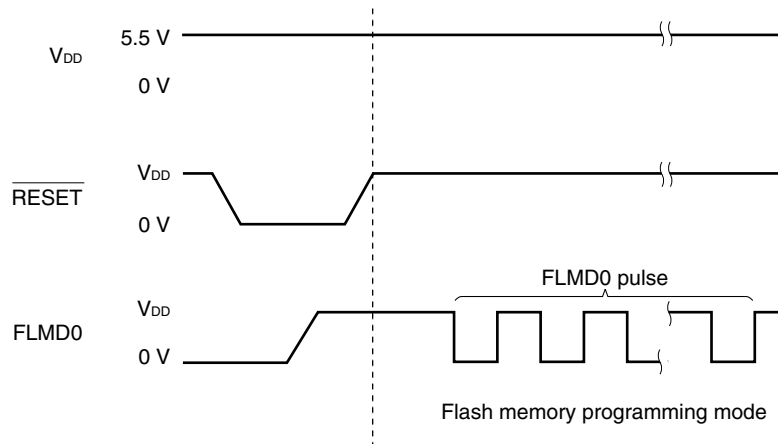 5.5 V
VDD
0 V
VDD
RESET
0 V
FLMD0 pulse
VDD
FLMD0
0 V
Flash memory programming mode